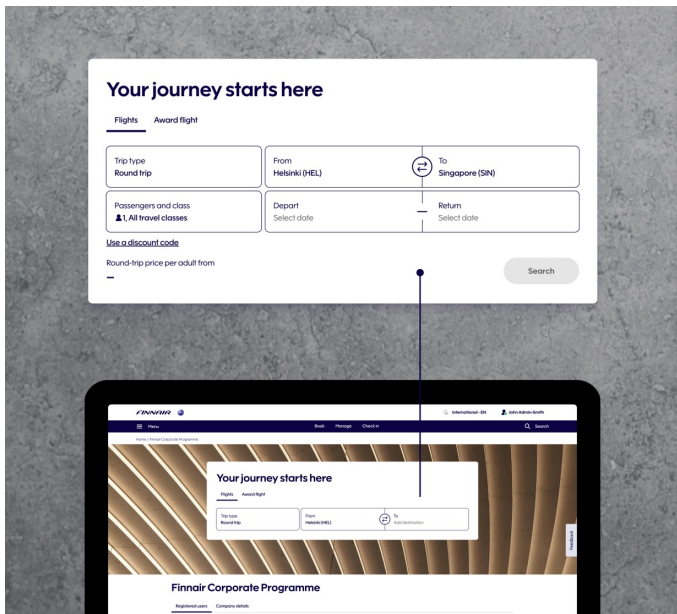 Your journey starts here
Flights Award flight
Trip type
Round trip
From
Helsinki (HEL)
To
Singapore (SIN)
Passengers and class
1, All travel classes
Depart
Select date
—
Return
Select date
Use a discount code
Round-trip price per adult from
–
Search
FINNAIR
International - EN
John Admin-Smith
Menu
Book Manage Check in
Search
Home / Finnair Corporate Programme
Your journey starts here
Flights Award flight
Trip type
Round trip
From
Helsinki (HEL)
To
Add destination
Feedback
Finnair Corporate Programme
Registered users Company details